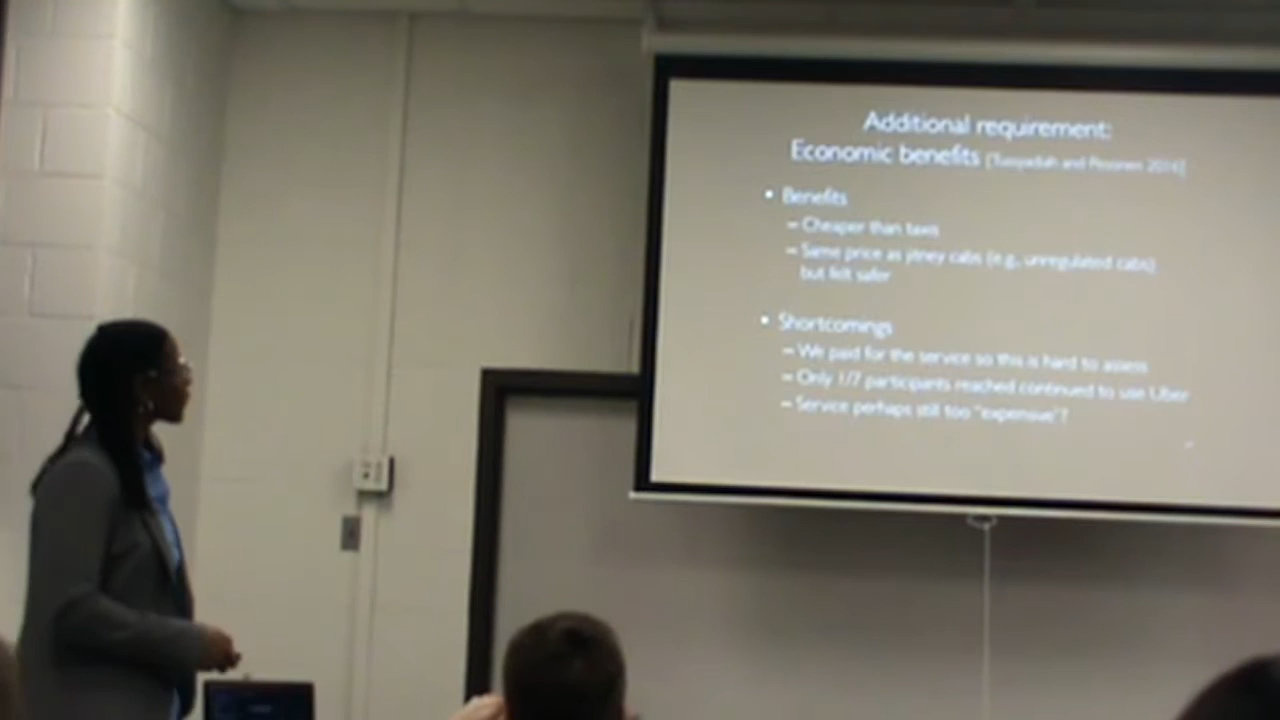 Additional requirement:
Economic benefits
• Benefits
– Cheaper than taxis
– Same price as jitney cabs (e.g., unregulated cabs)
but felt safer
• Shortcomings
– We paid for the service so this is hard to assess
– Only 1/7 participants reached continued to use Uber
– Service perhaps still too "expensive"?